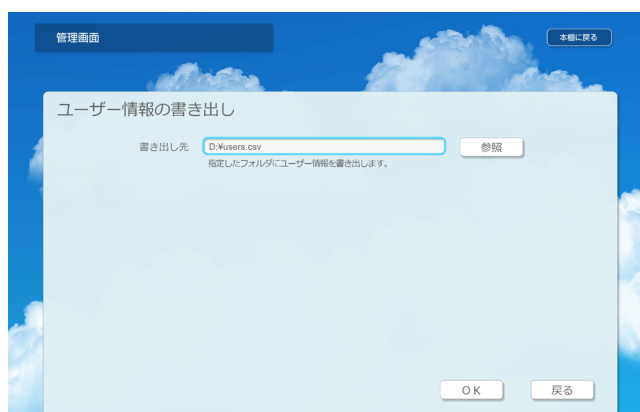 管理画面
本棚に戻る
ユーザー情報の書き出し
書き出し先 D:¥users.csv 参照
指定したフォルダにユーザー情報を書き出します。
ＯＫ 戻る